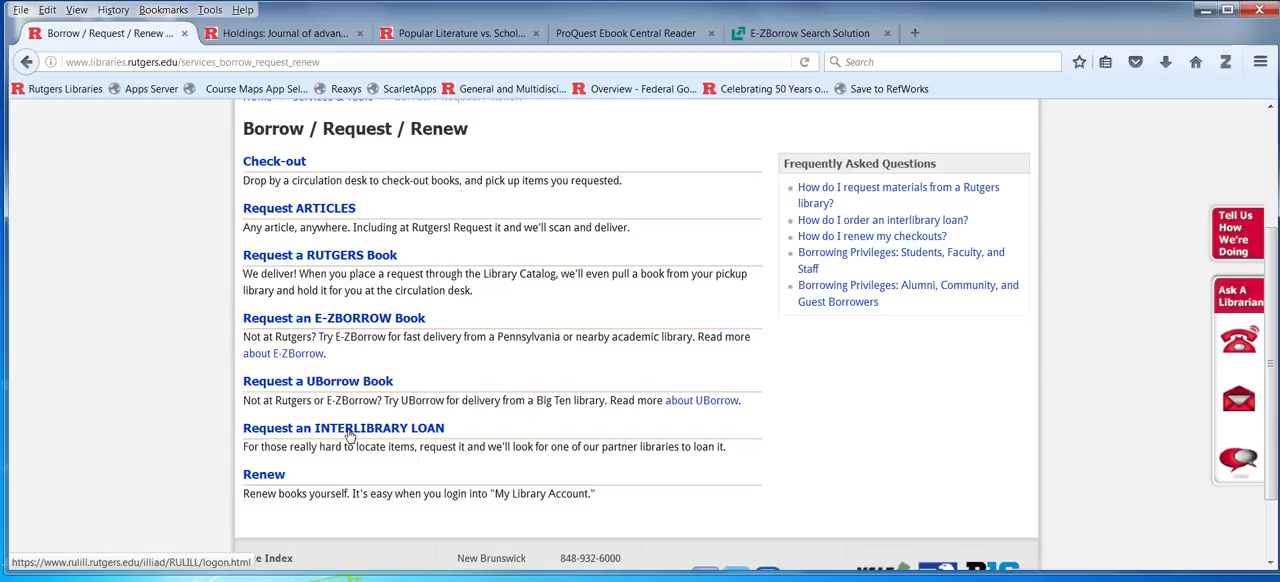 File Edit View History Bookmarks Tools Help
Borrow / Request / Renew ... × Holdings: Journal of advan... × Popular Literature vs. Schol... × ProQuest Ebook Central Reader × E-ZBorrow Search Solution × +
www.libraries.rutgers.edu/services_borrow_request_renew Search
Rutgers Libraries Apps Server Course Maps App Sel... Reaxys ScarletApps General and Multidisci... Overview - Federal Go... Celebrating 50 Years o... Save to RefWorks
Borrow / Request / Renew
Check-out
Drop by a circulation desk to check-out books, and pick up items you requested.
Request ARTICLES
Any article, anywhere. Including at Rutgers! Request it and we'll scan and deliver.
Request a RUTGERS Book
We deliver! When you place a request through the Library Catalog, we'll even pull a book from your pickup
library and hold it for you at the circulation desk.
Request an E-ZBORROW Book
Not at Rutgers? Try E-ZBorrow for fast delivery from a Pennsylvania or nearby academic library. Read more
about E-ZBorrow.
Request a UBorrow Book
Not at Rutgers or E-ZBorrow? Try UBorrow for delivery from a Big Ten library. Read more about UBorrow.
Request an INTERLIBRARY LOAN
For those really hard to locate items, request it and we'll look for one of our partner libraries to loan it.
Renew
Renew books yourself. It's easy when you login into "My Library Account."
Frequently Asked Questions
How do I request materials from a Rutgers
library?
How do I order an interlibrary loan?
How do I renew my checkouts?
Borrowing Privileges: Students, Faculty, and
Staff
Borrowing Privileges: Alumni, Community, and
Guest Borrowers
Tell Us
How
We're
Doing
Ask A
Librarian
https://www.rulill.rutgers.edu/illiad/RULILL/logon.html
Index New Brunswick 848-932-6000